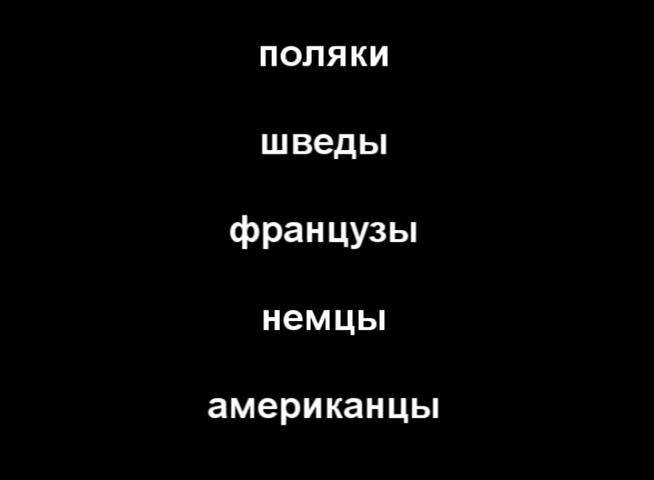 поляки
шведы
французы
немцы
американцы